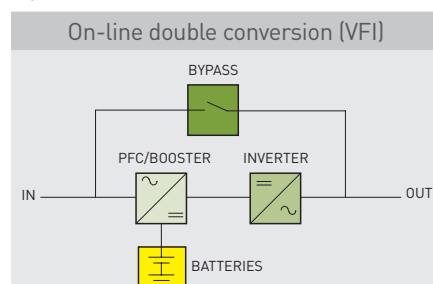 On-line double conversion (VFI)
BYPASS
PFC/BOOSTER INVERTER
IN
OUT
BATTERIES